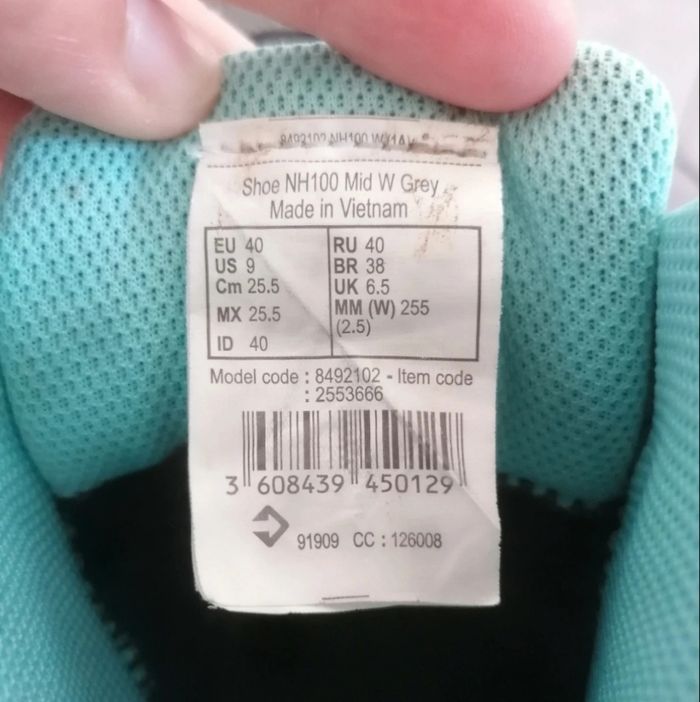 8492102 NH100 W
Shoe NH100 Mid W Grey
Made in Vietnam
EU 40
US 9
Cm 25.5
MX 25.5
ID 40
RU 40
BR 38
UK 6.5
MM (W) 255
(2.5)
Model code : 8492102 - Item code
: 2553666
3 608439 450129
91909 CC : 126008